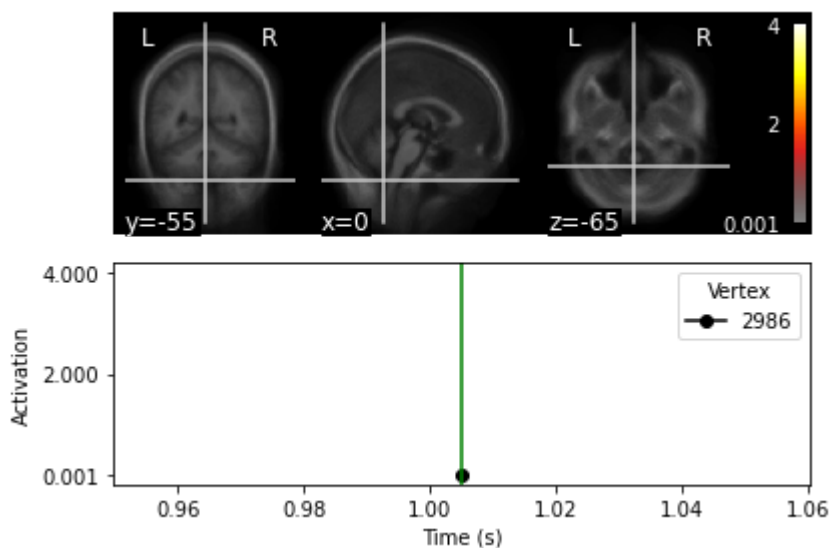 L R L R 4
2
y=-55 x=0 z=-65 0.001
4.000
2.000
0.001
Activation
Vertex
2986
0.96 0.98 1.00 1.02 1.04 1.06
Time (s)